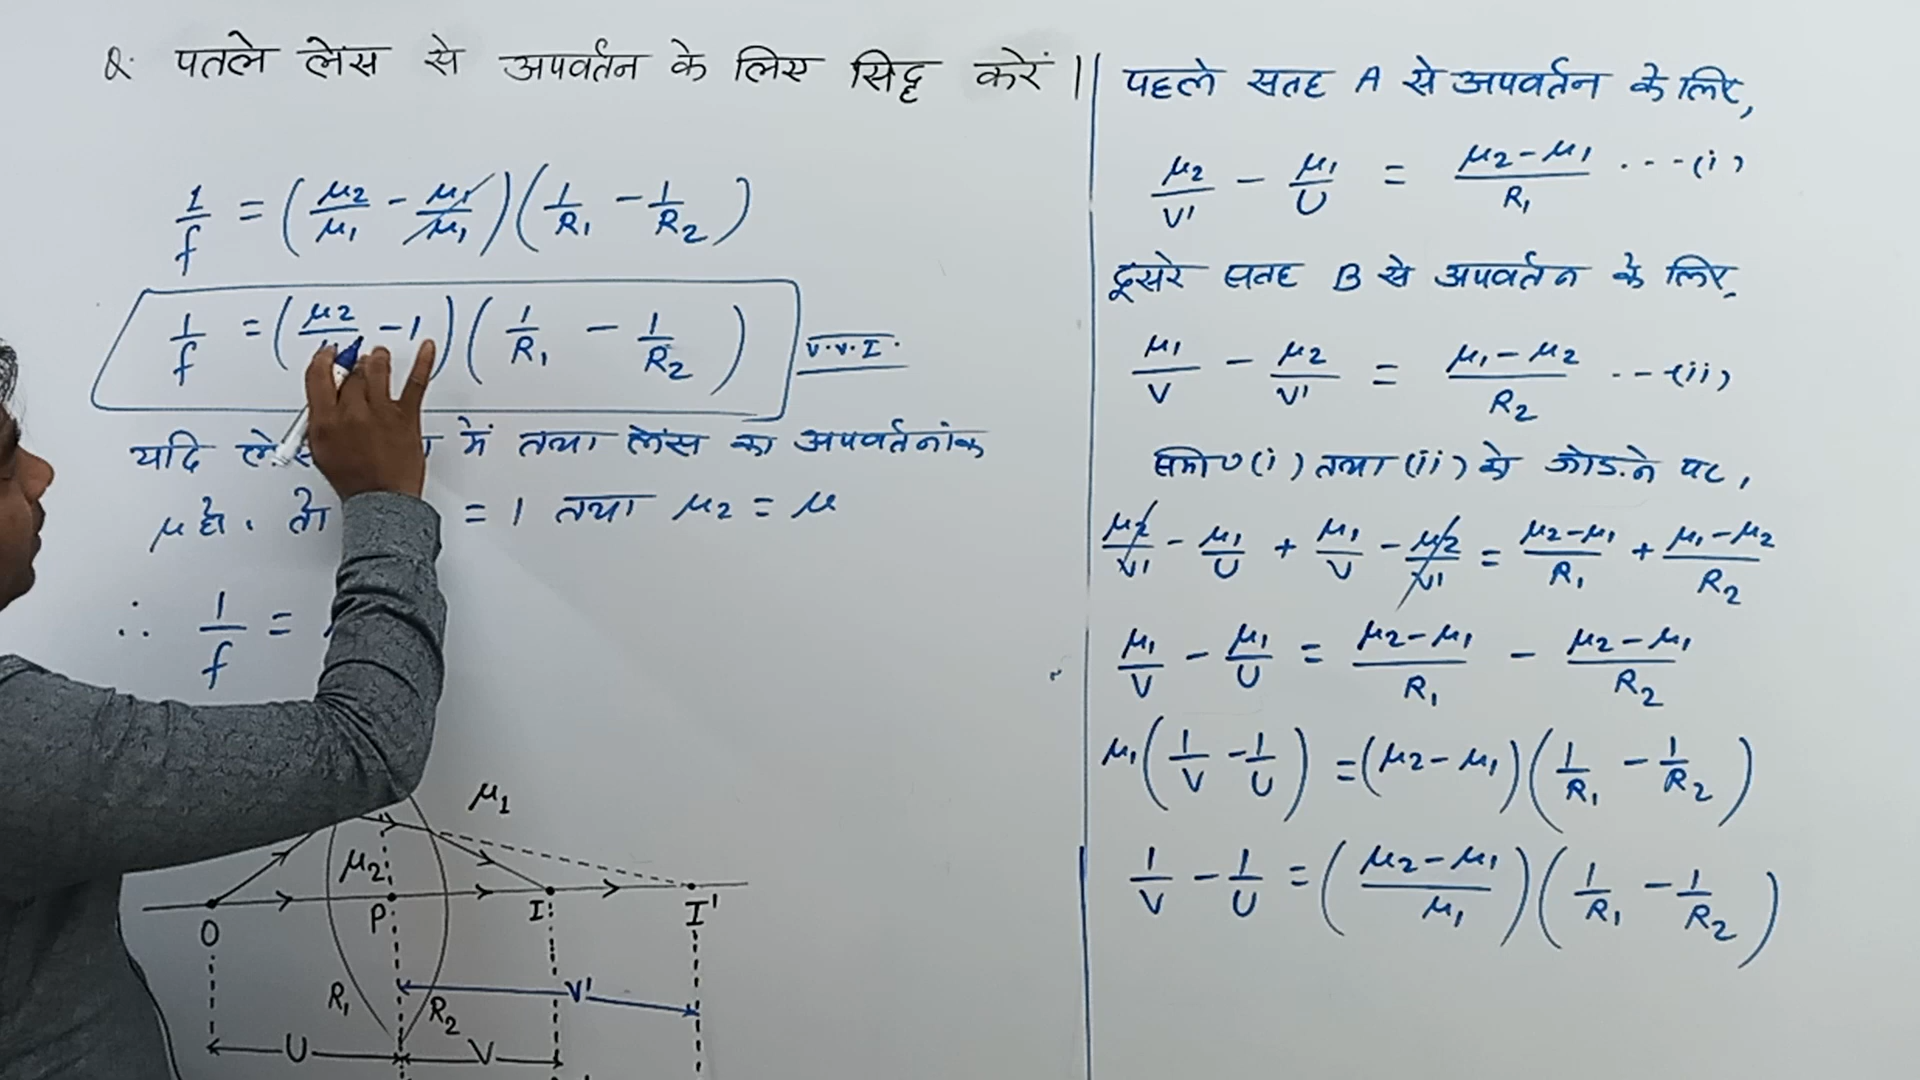 Q. पतले लेंस से अपवर्तन के लिए सिद्ध करें।
1/f = (μ2/μ1 - μ1/μ1)(1/R1 - 1/R2)
1/f = (μ2/ -1)(1/R1 - 1/R2) V.V.I.
यदि में तथा लेंस का अपवर्तनांक
μ हो, तो = 1 तथा μ2 = μ
∴ 1/f =
μ1
μ2
O P I I'
R1 R2
V'
U V
पहले सतह A से अपवर्तन के लिए,
μ2/V' - μ1/U = μ2-μ1/R1 ---(i)
दूसरे सतह B से अपवर्तन के लिए,
μ1/V - μ2/V' = μ1-μ2/R2 ---(ii)
समी० (i) तथा (ii) को जोड़ने पर,
μ2/V' - μ1/U + μ1/V - μ2/V' = μ2-μ1/R1 + μ1-μ2/R2
μ1/V - μ1/U = μ2-μ1/R1 - μ2-μ1/R2
μ1(1/V - 1/U) = (μ2-μ1)(1/R1 - 1/R2)
1/V - 1/U = (μ2-μ1/μ1)(1/R1 - 1/R2)